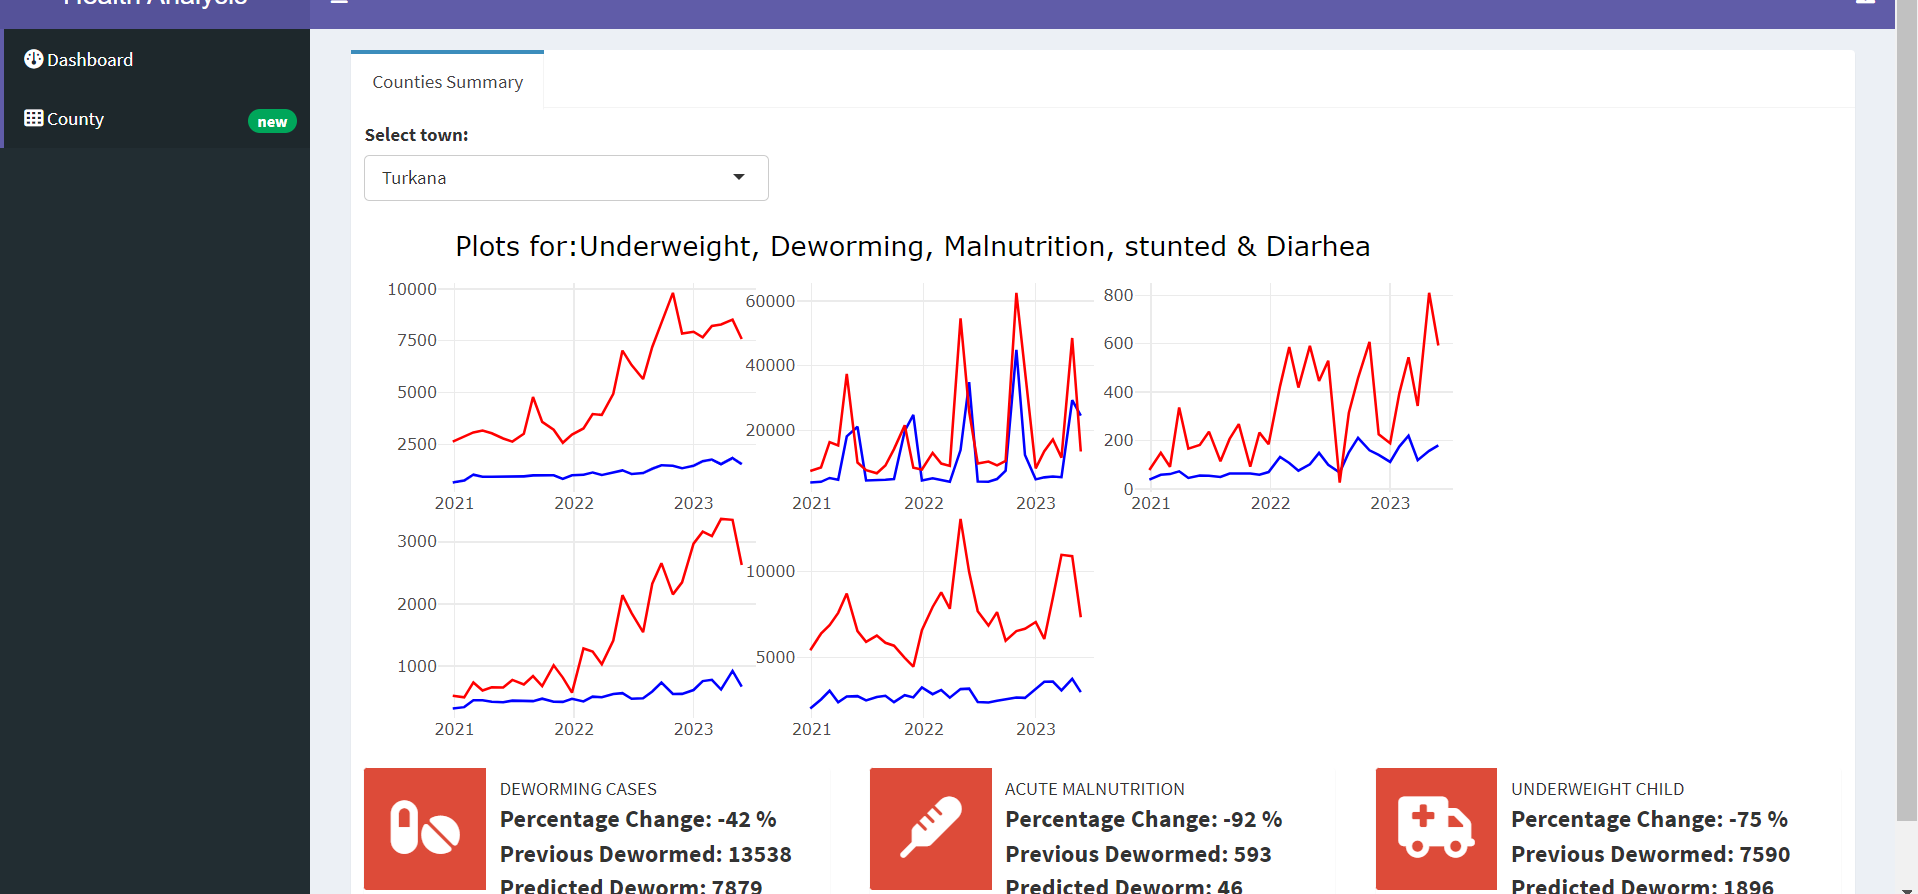 Health Analysis
Dashboard
County
new
Counties Summary
Select town:
Turkana
Plots for:Underweight, Deworming, Malnutrition, stunted & Diarhea
10000
7500
5000
2500
2021
2022
2023
60000
40000
20000
2021
2022
2023
800
600
400
200
0
2021
2022
2023
3000
2000
1000
2021
2022
2023
10000
5000
2021
2022
2023
DEWORMING CASES
Percentage Change: -42 %
Previous Dewormed: 13538
Predicted Deworm: 7879
ACUTE MALNUTRITION
Percentage Change: -92 %
Previous Dewormed: 593
Predicted Deworm: 46
UNDERWEIGHT CHILD
Percentage Change: -75 %
Previous Dewormed: 7590
Predicted Deworm: 1896